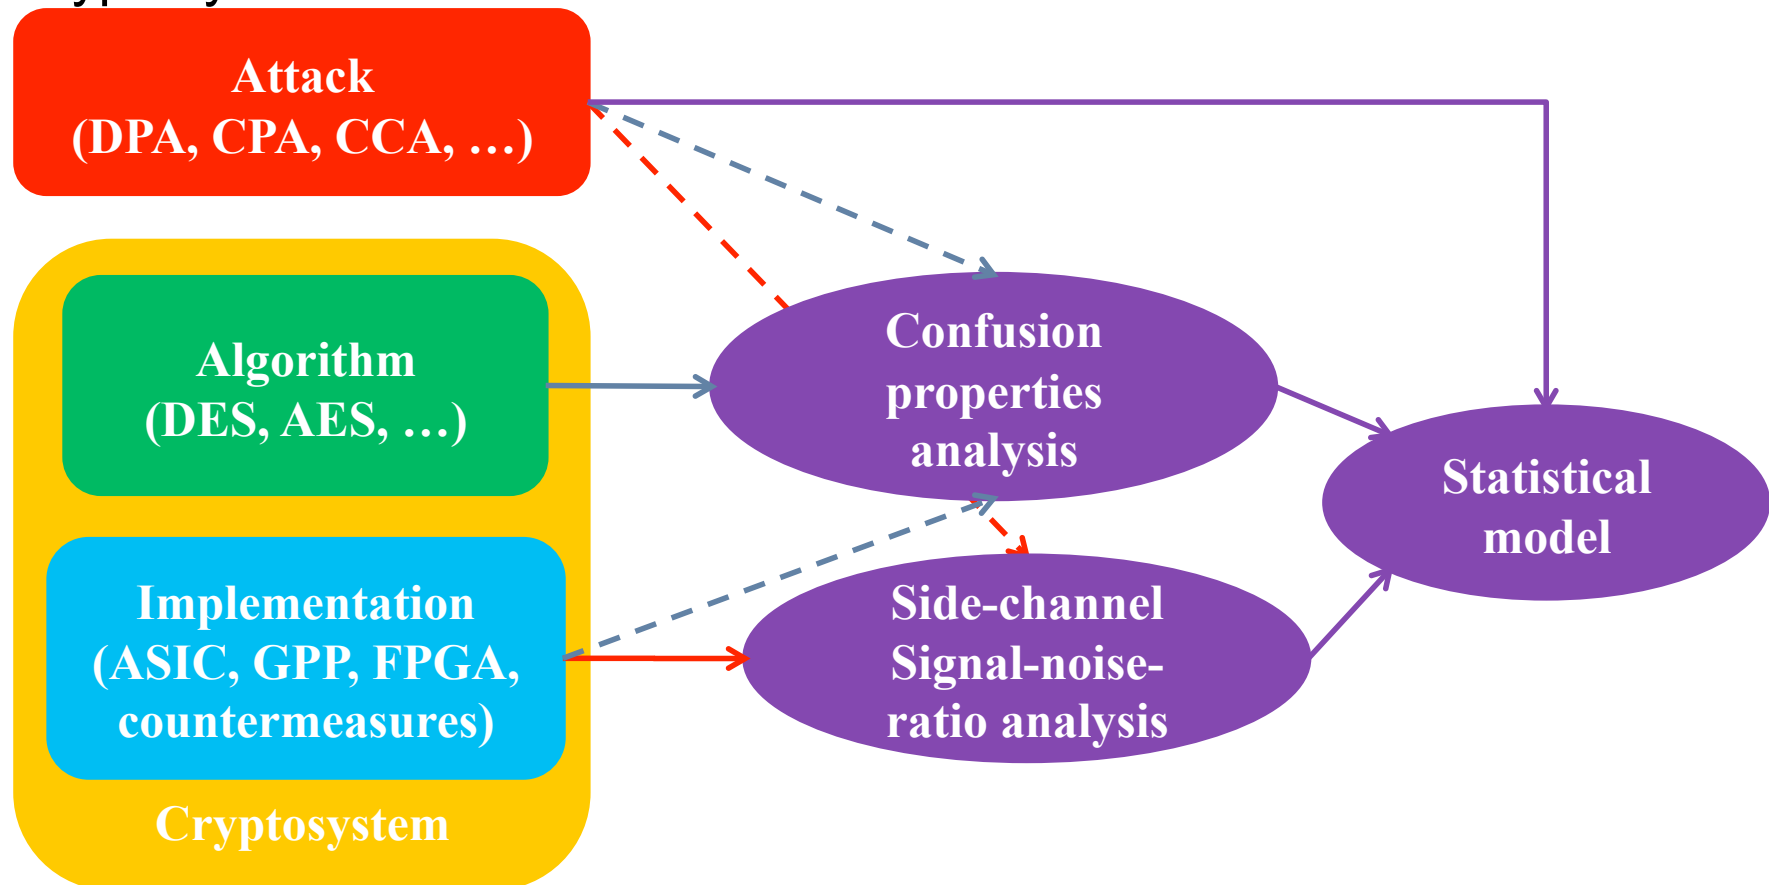 Attack
(DPA, CPA, CCA, …)
Algorithm
(DES, AES, …)
Implementation
(ASIC, GPP, FPGA,
countermeasures)
Cryptosystem
Confusion
properties
analysis
Side-channel
Signal-noise-
ratio analysis
Statistical
model